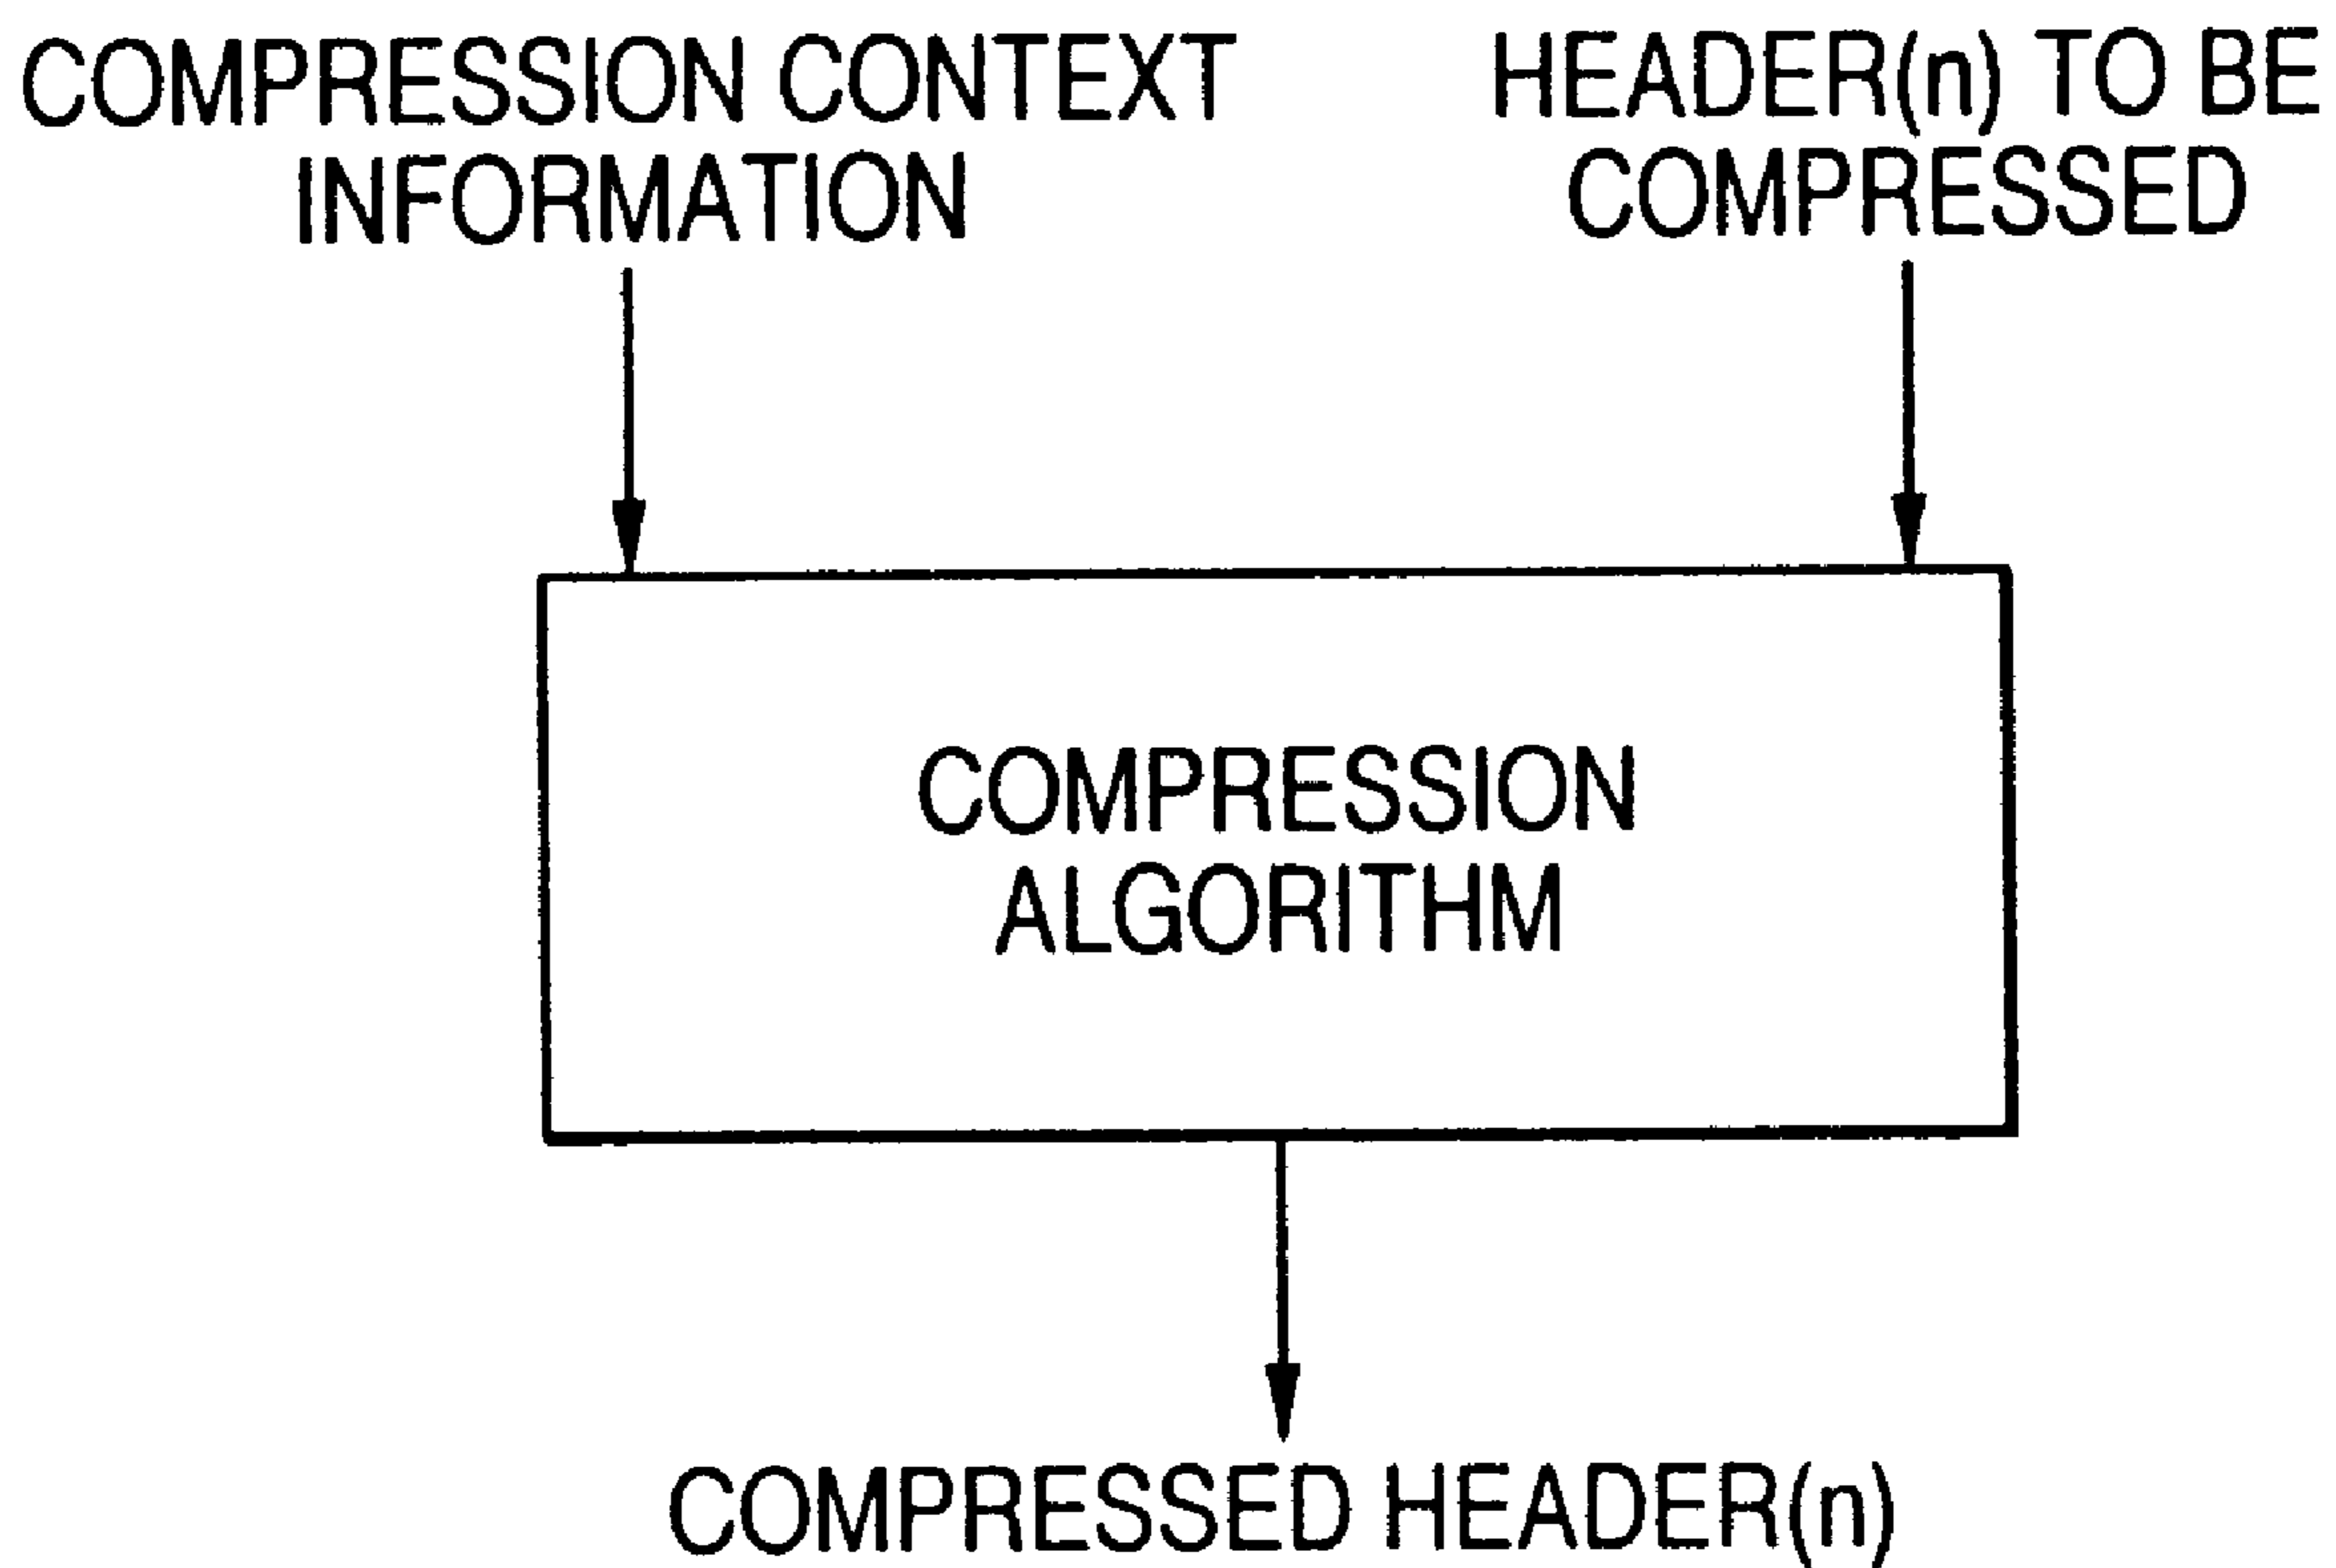 COMPRESSION CONTEXT
INFORMATION
HEADER(n) TO BE
COMPRESSED
COMPRESSION
ALGORITHM
COMPRESSED HEADER(n)